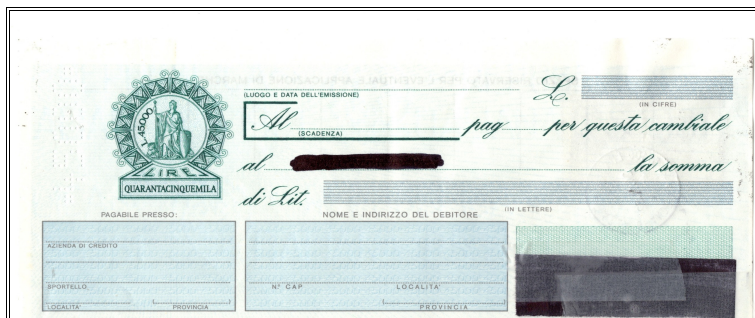 (LUOGO E DATA DELL'EMISSIONE)
L.
(IN CIFRE)
45000
LIRE
QUARANTACINQUEMILA
Al pag per questa cambiale
(SCADENZA)
al la somma
di Lit.
(IN LETTERE)
PAGABILE PRESSO:
NOME E INDIRIZZO DEL DEBITORE
AZIENDA DI CREDITO
SPORTELLO
N.° CAP LOCALITA'
LOCALITA' PROVINCIA
PROVINCIA